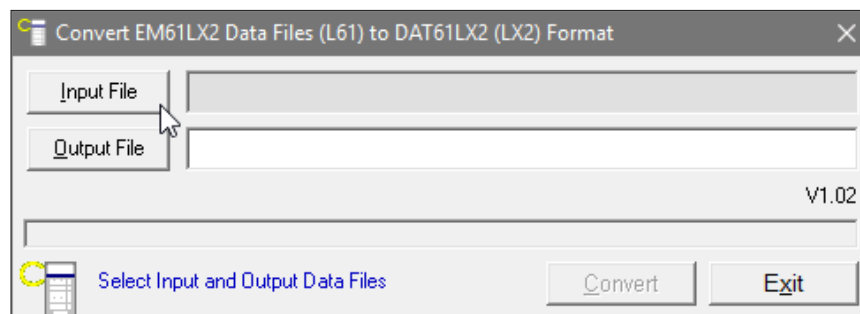 Convert EM61LX2 Data Files (L61) to DAT61LX2 (LX2) Format
Input File
Output File
V1.02
Select Input and Output Data Files
Convert
Exit